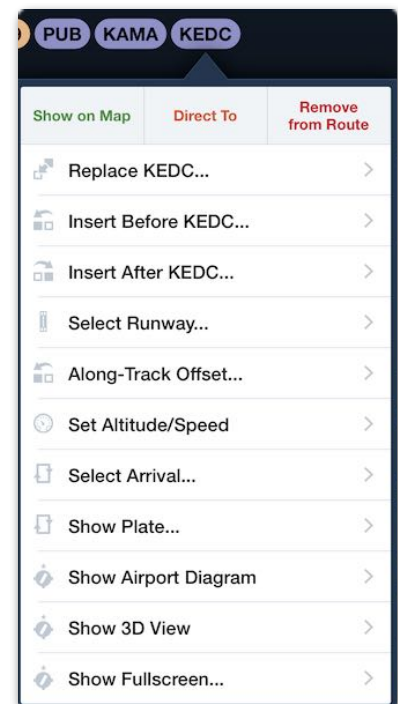 PUB KAMA KEDC
Show on Map Direct To Remove
from Route
Replace KEDC...
Insert Before KEDC...
Insert After KEDC...
Select Runway...
Along-Track Offset...
Set Altitude/Speed
Select Arrival...
Show Plate...
Show Airport Diagram
Show 3D View
Show Fullscreen...